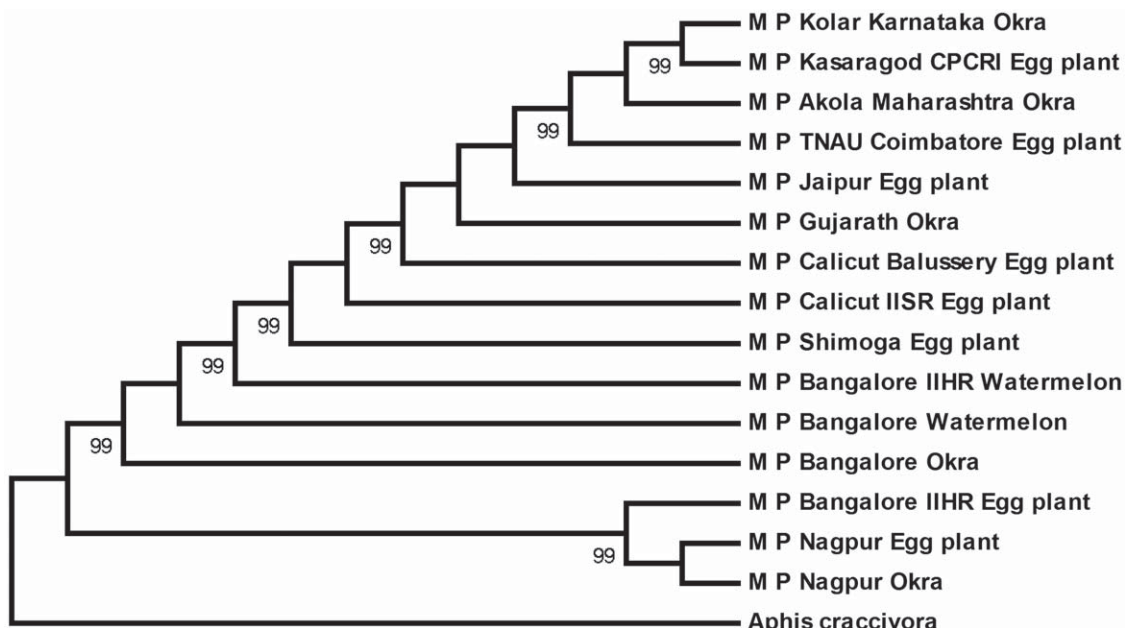 M P Kolar Karnataka Okra
99
M P Kasaragod CPCRI Egg plant
M P Akola Maharashtra Okra
99
M P TNAU Coimbatore Egg plant
M P Jaipur Egg plant
M P Gujarath Okra
99
M P Calicut Balussery Egg plant
M P Calicut IISR Egg plant
99
M P Shimoga Egg plant
99
M P Bangalore IIHR Watermelon
M P Bangalore Watermelon
99
M P Bangalore Okra
M P Bangalore IIHR Egg plant
M P Nagpur Egg plant
99
M P Nagpur Okra
Aphis craccivora